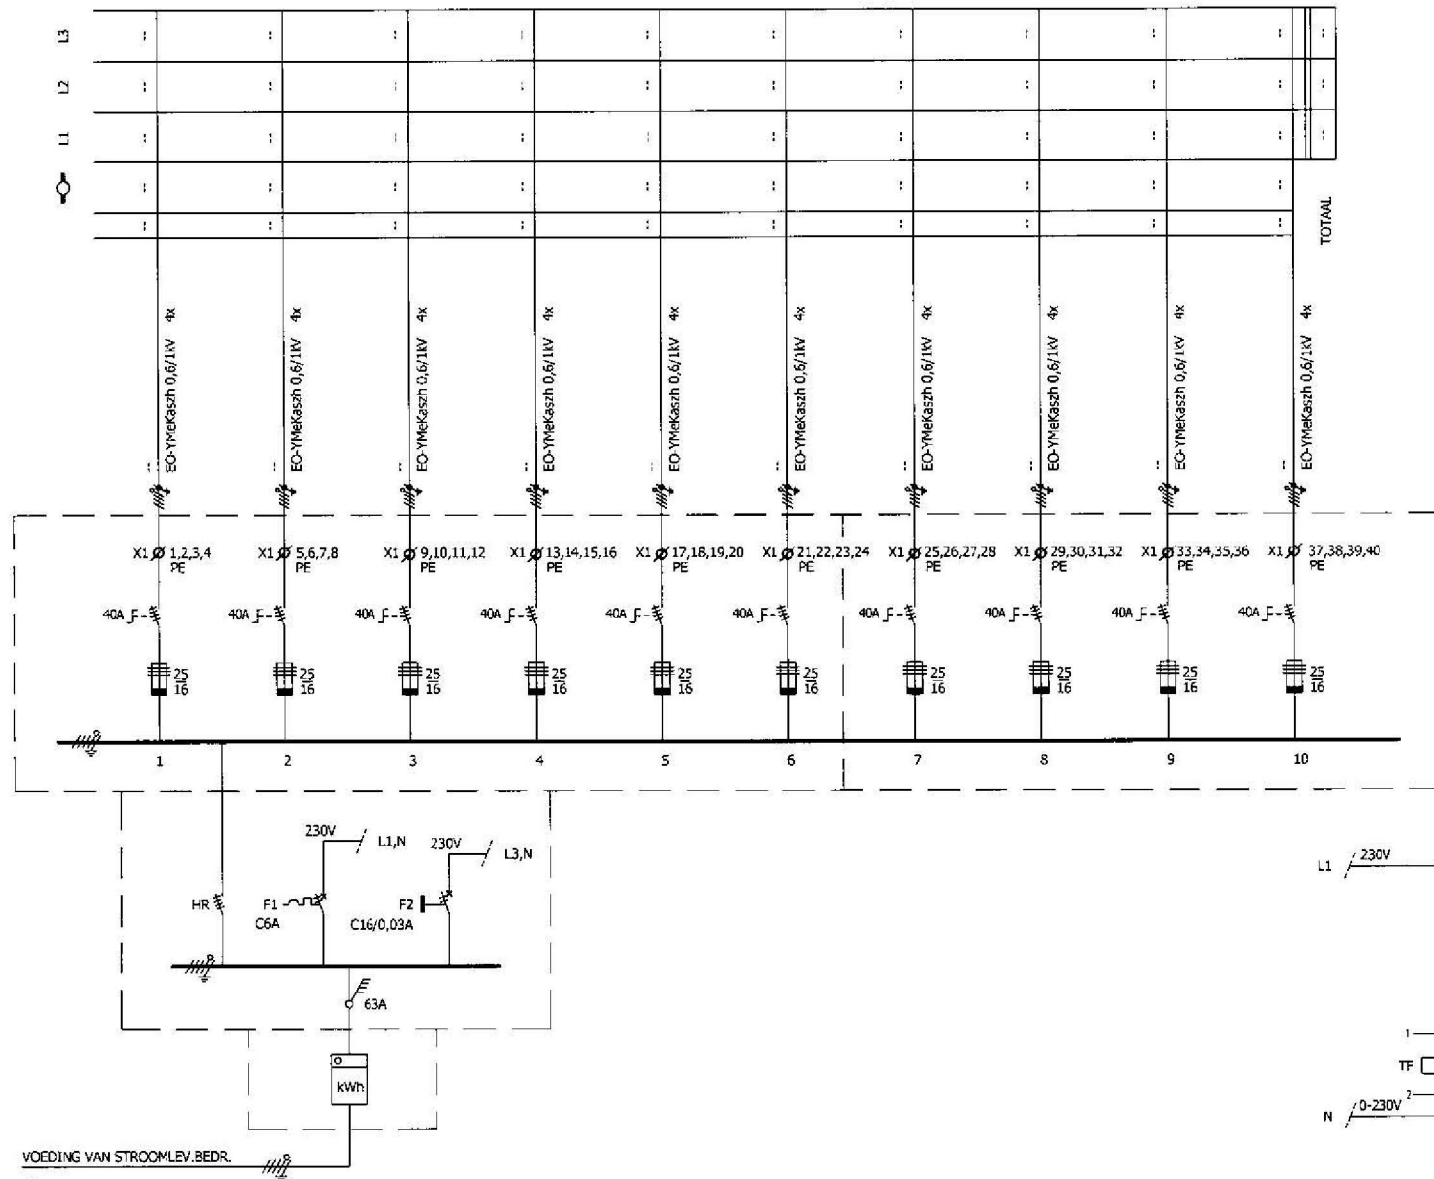 L3
L2
L1
TOTAAL
EO-YMeKaszh 0,6/1kV 4x
EO-YMeKaszh 0,6/1kV 4x
EO-YMeKaszh 0,6/1kV 4x
EO-YMeKaszh 0,6/1kV 4x
EO-YMeKaszh 0,6/1kV 4x
EO-YMeKaszh 0,6/1kV 4x
EO-YMeKaszh 0,6/1kV 4x
EO-YMeKaszh 0,6/1kV 4x
EO-YMeKaszh 0,6/1kV 4x
EO-YMeKaszh 0,6/1kV 4x
X1 1,2,3,4 X1 5,6,7,8 X1 9,10,11,12 X1 13,14,15,16 X1 17,18,19,20 X1 21,22,23,24 X1 25,26,27,28 X1 29,30,31,32 X1 33,34,35,36 X1 37,38,39,40
PE PE PE PE PE PE PE PE PE PE
40A 40A 40A 40A 40A 40A 40A 40A 40A 40A
25 25 25 25 25 25 25 25 25 25
16 16 16 16 16 16 16 16 16 16
8
1 2 3 4 5 6 7 8 9 10
230V L1,N 230V L3,N
L1 230V
HR F1 F2
C6A C16/0,03A
8
63A
1
kWh
TF
2
N 0-230V
VOEDING VAN STROOMLEV.BEDR. 8